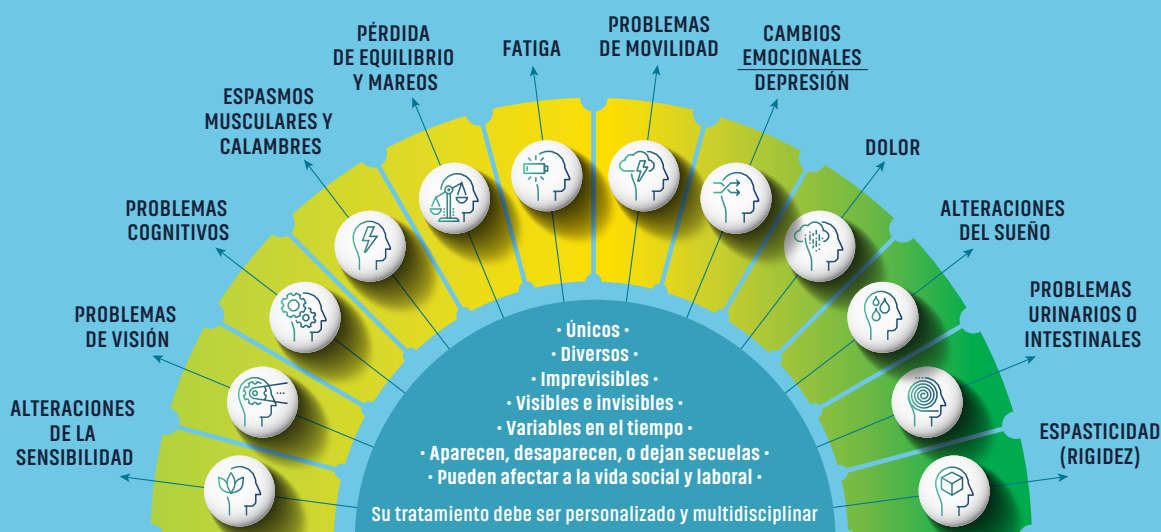 ALTERACIONES
DE LA
SENSIBILIDAD
PROBLEMAS
DE VISIÓN
PROBLEMAS
COGNITIVOS
ESPASMOS
MUSCULARES Y
CALAMBRES
PÉRDIDA
DE EQUILIBRIO
Y MAREOS
FATIGA
PROBLEMAS
DE MOVILIDAD
CAMBIOS
EMOCIONALES
DEPRESIÓN
DOLOR
ALTERACIONES
DEL SUEÑO
PROBLEMAS
URINARIOS O
INTESTINALES
ESPASTICIDAD
(RIGIDEZ)
· Únicos ·
· Diversos ·
· Imprevisibles ·
· Visibles e invisibles ·
· Variables en el tiempo ·
· Aparecen, desaparecen, o dejan secuelas ·
· Pueden afectar a la vida social y laboral ·
Su tratamiento debe ser personalizado y multidisciplinar